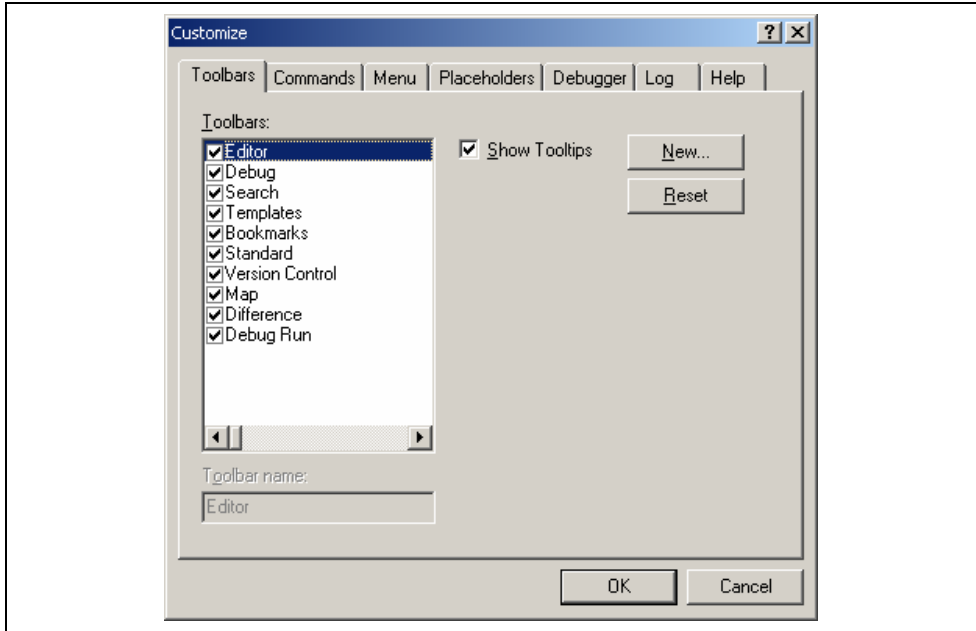 Customize
Toolbars Commands Menu Placeholders Debugger Log Help
Toolbars:
Editor
Debug
Search
Templates
Bookmarks
Standard
Version Control
Map
Difference
Debug Run
Show Tooltips
New...
Reset
Toolbar name:
Editor
OK Cancel